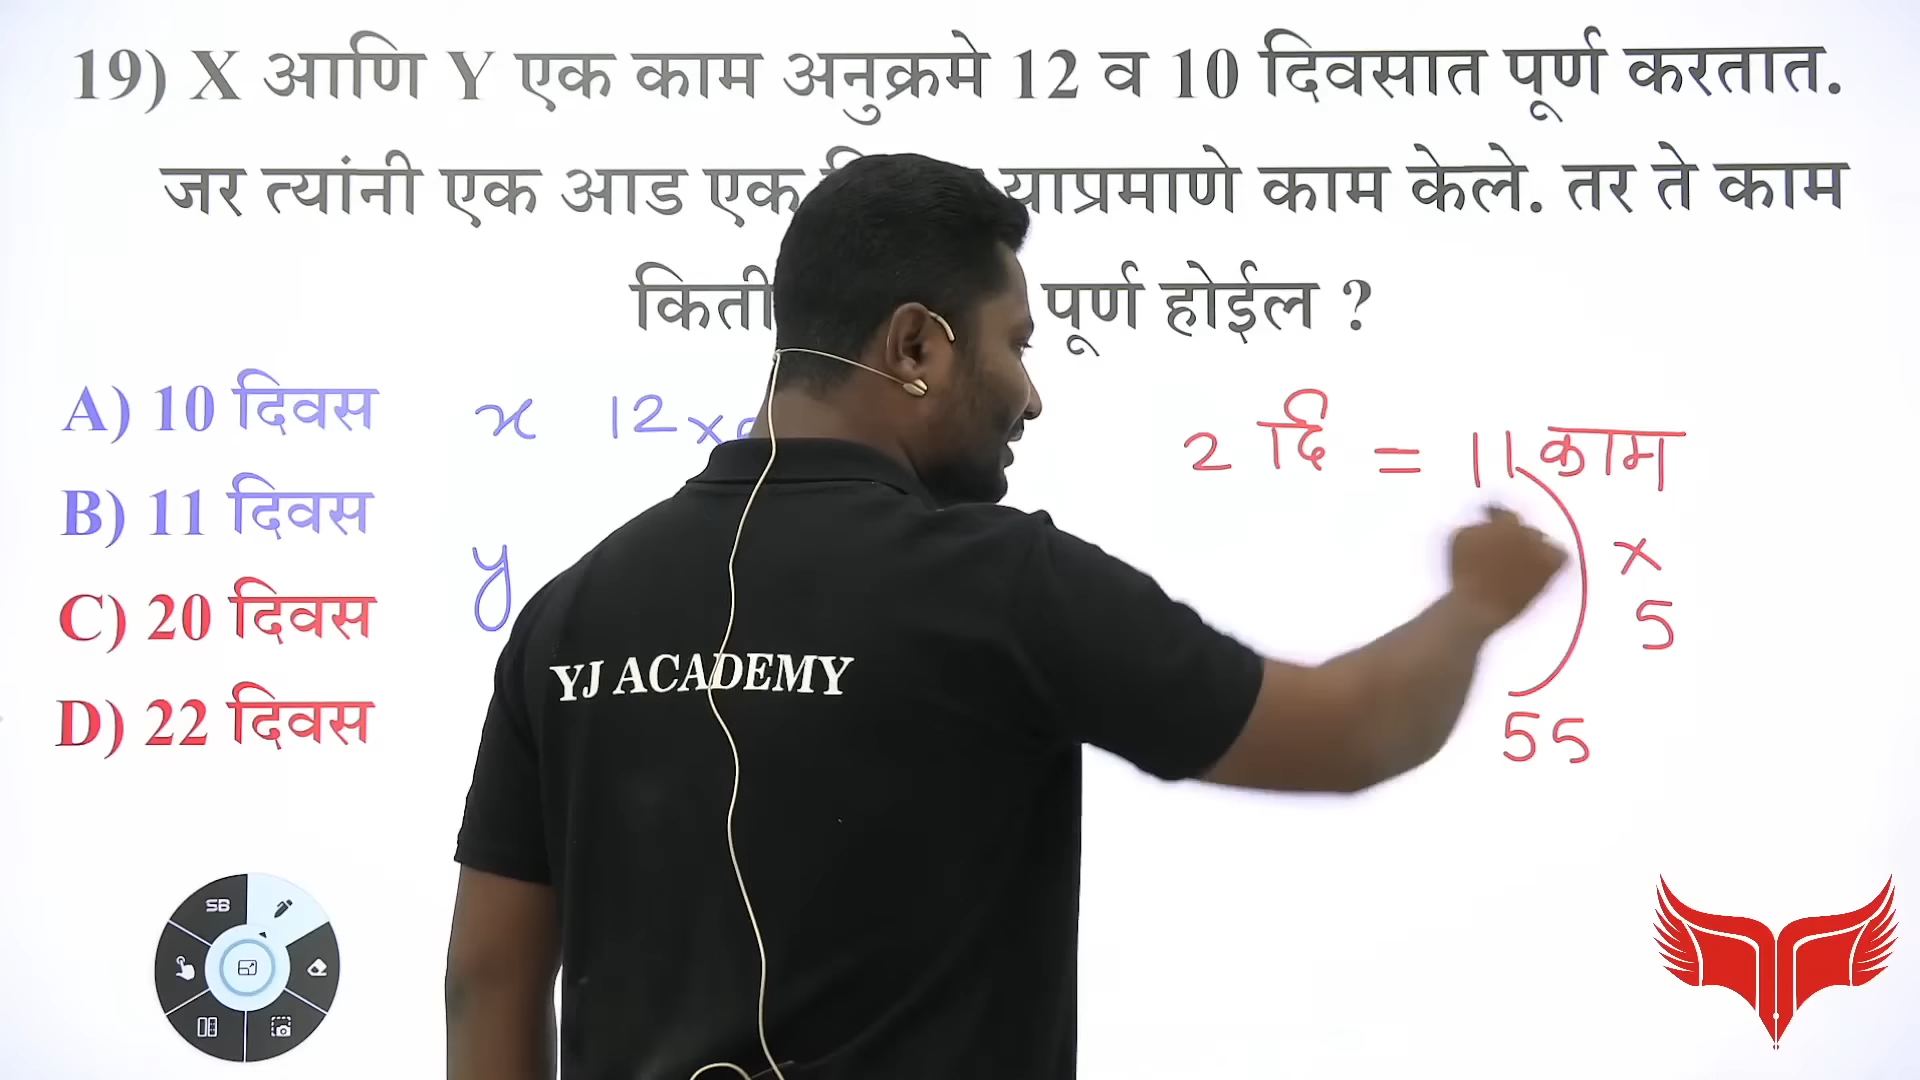 19) X आणि Y एक काम अनुक्रमे 12 व 10 दिवसात पूर्ण करतात.
जर त्यांनी एक आड एक याप्रमाणे काम केले. तर ते काम
किती पूर्ण होईल ?
A) 10 दिवस
B) 11 दिवस
C) 20 दिवस
D) 22 दिवस
x 12 ×
y
2 दि = 11 काम
×
5
55
YJ ACADEMY
SB